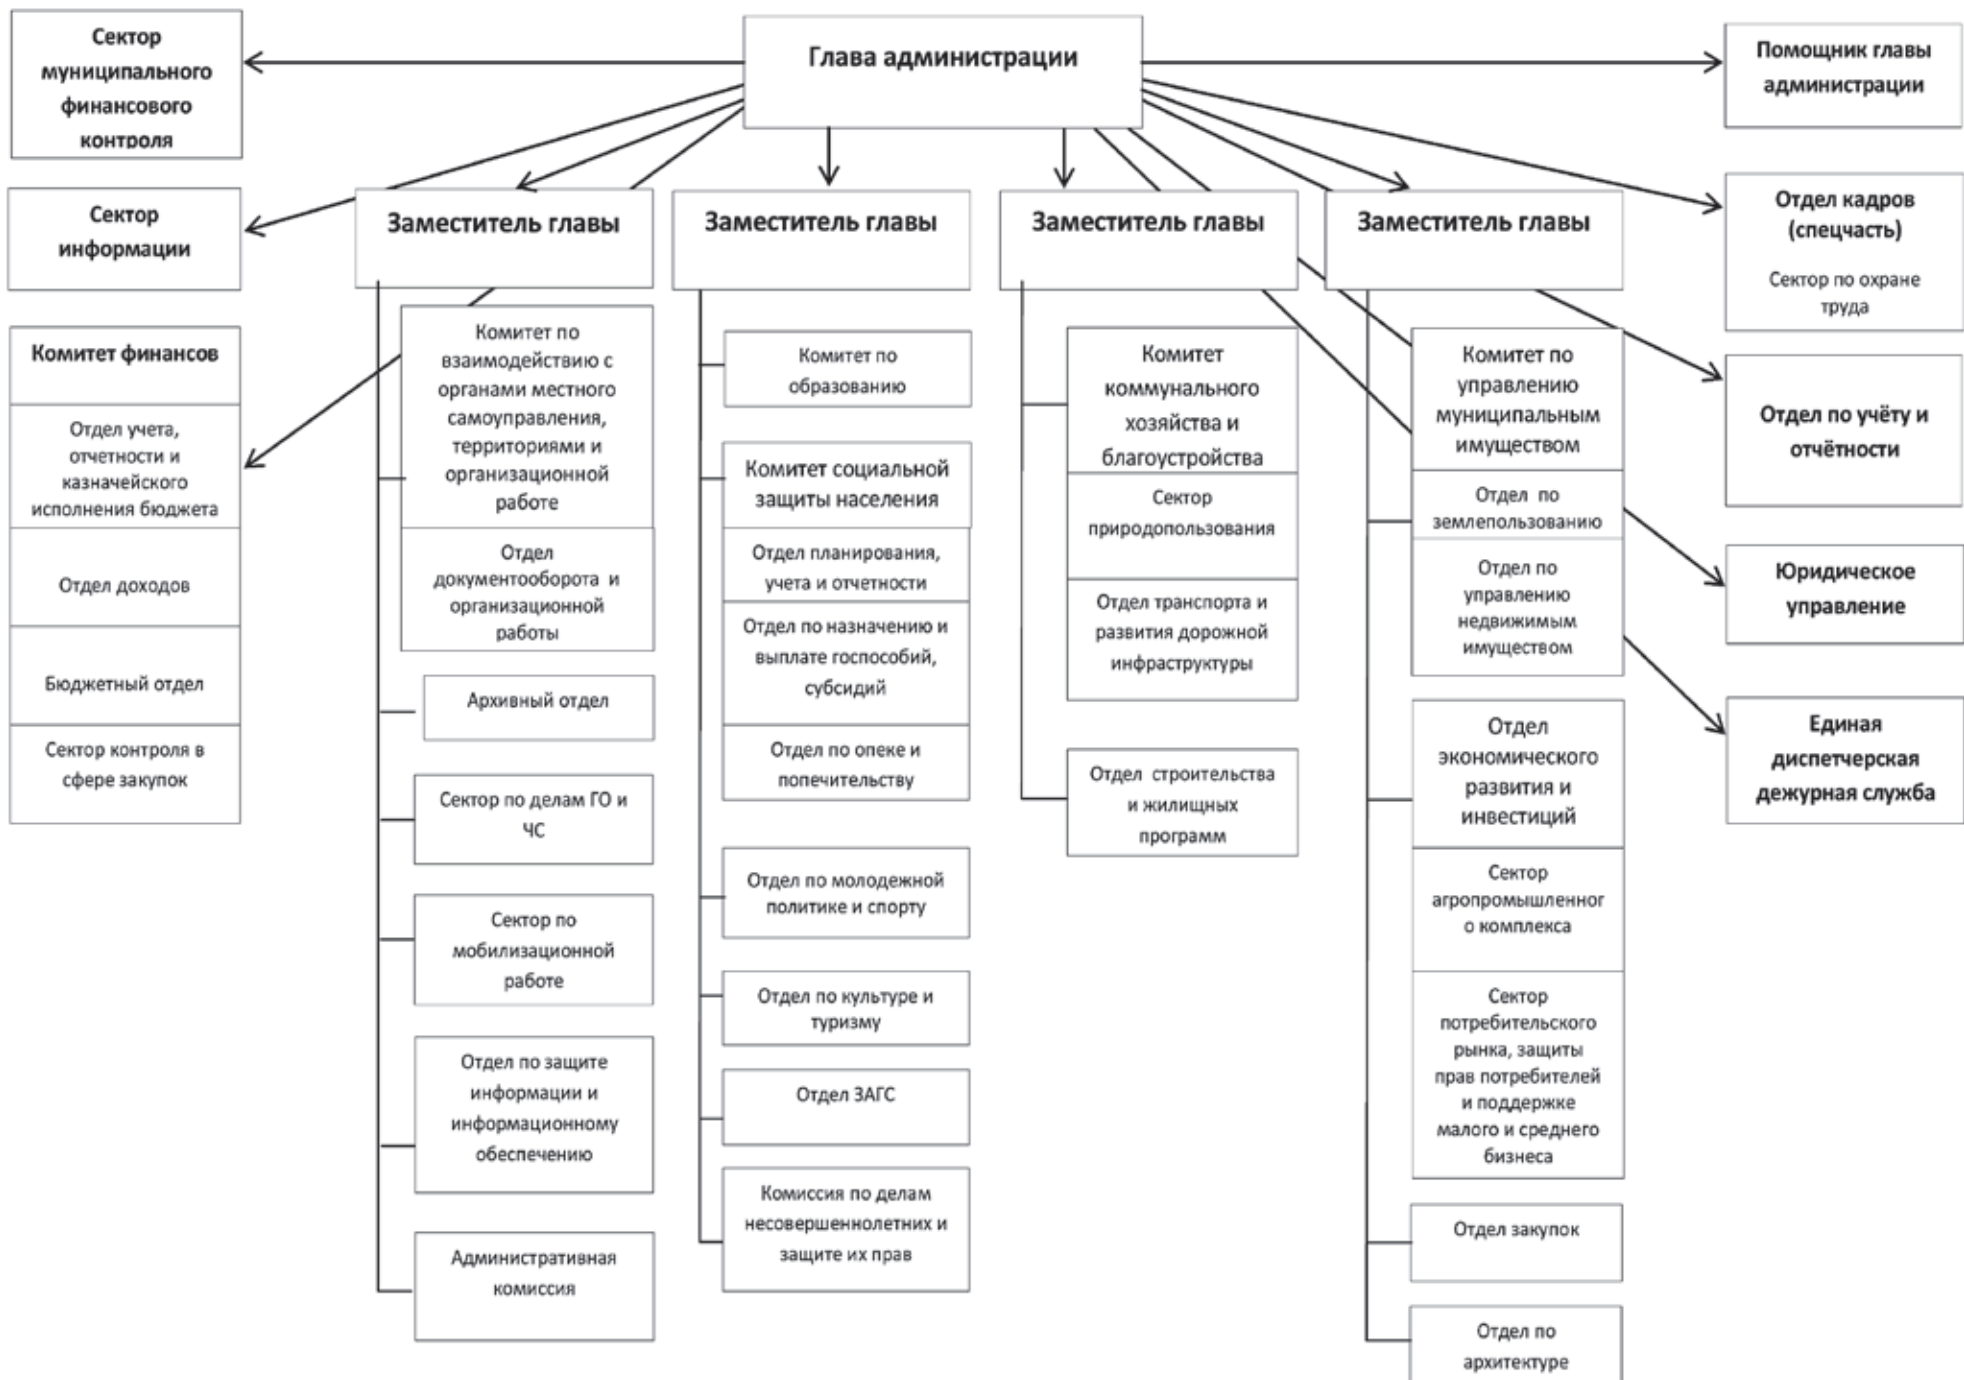 Глава администрации
Сектор
муниципального
финансового
контроля
Помощник главы
администрации
Сектор
информации
Заместитель главы
Заместитель главы
Заместитель главы
Заместитель главы
Отдел кадров
(спецчасть)
Сектор по охране
труда
Комитет финансов
Отдел учета,
отчетности и
казначейского
исполнения бюджета
Отдел доходов
Бюджетный отдел
Сектор контроля в
сфере закупок
Комитет по
взаимодействию с
органами местного
самоуправления,
территориями и
организационной
работе
Отдел
документооборота и
организационной
работы
Архивный отдел
Сектор по делам ГО и
ЧС
Сектор по
мобилизационной
работе
Отдел по защите
информации и
информационному
обеспечению
Административная
комиссия
Комитет по
образованию
Комитет социальной
защиты населения
Отдел планирования,
учета и отчетности
Отдел по назначению и
выплате госпособий,
субсидий
Отдел по опеке и
попечительству
Отдел по молодежной
политике и спорту
Отдел по культуре и
туризму
Отдел ЗАГС
Комиссия по делам
несовершеннолетних и
защите их прав
Комитет
коммунального
хозяйства и
благоустройства
Сектор
природопользования
Отдел транспорта и
развития дорожной
инфраструктуры
Отдел строительства
и жилищных
программ
Комитет по
управлению
муниципальным
имуществом
Отдел по
землепользованию
Отдел по
управлению
недвижимым
имуществом
Отдел
экономического
развития и
инвестиций
Сектор
агропромышленног
о комплекса
Сектор
потребительского
рынка, защиты
прав потребителей
и поддержке
малого и среднего
бизнеса
Отдел закупок
Отдел по
архитектуре
Отдел по учёту и
отчётности
Юридическое
управление
Единая
диспетчерская
дежурная служба